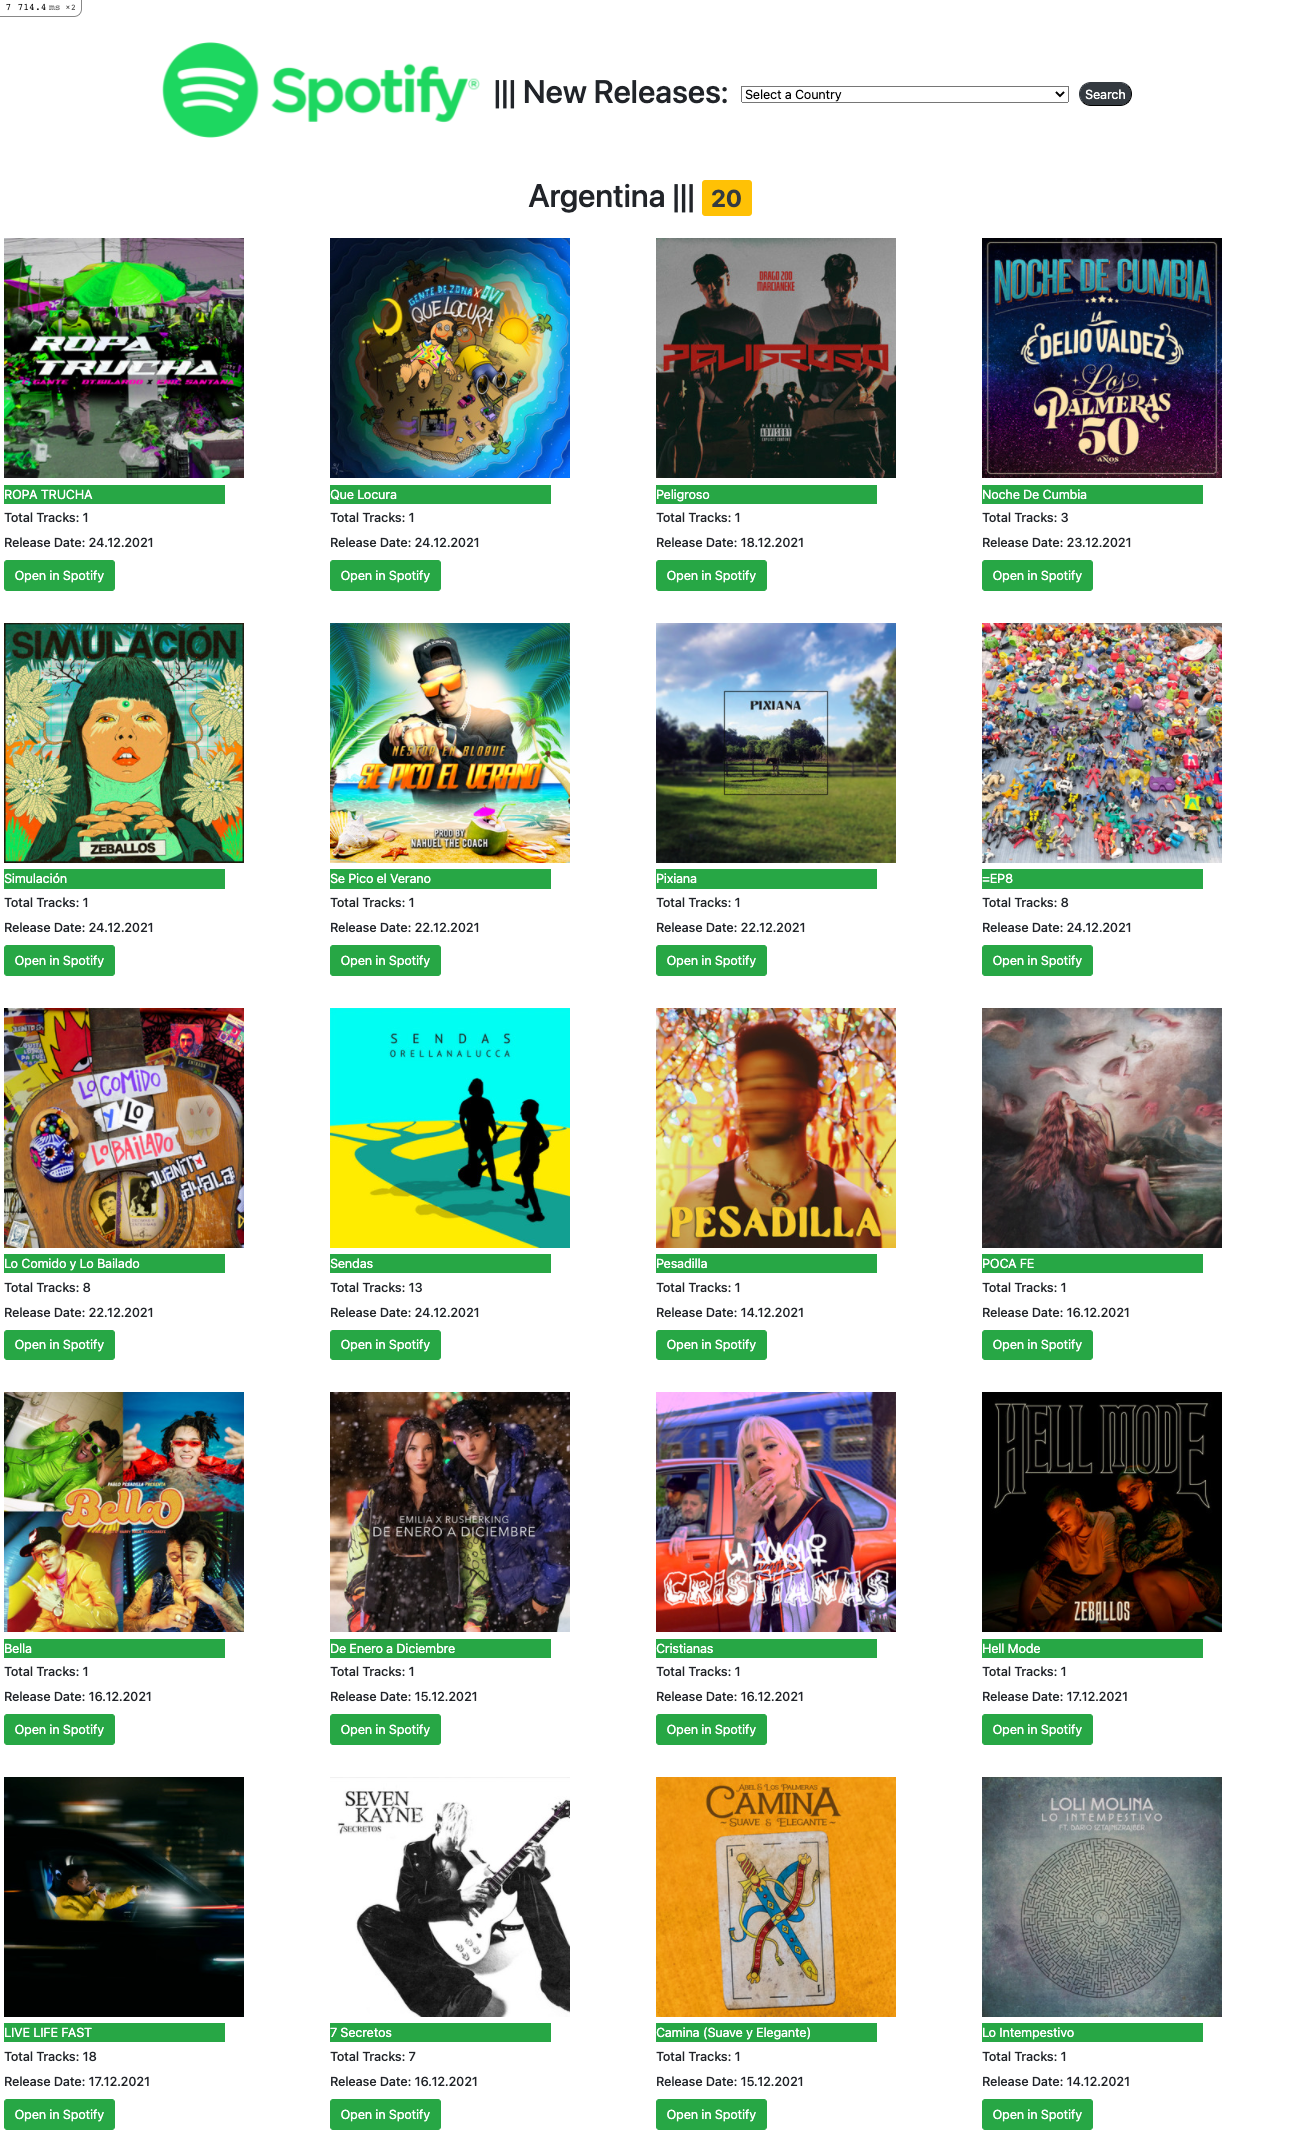 7 714.4 ms ×2
Spotify®
||| New Releases:
Select a Country
Search
Argentina ||| 20
ROPA
TRUCHA
DRAGO 200
MARCIANEKE
PELIGROSO
GENTE DE ZONA X DVI
QUE LOCURA
PARENTAL
ADVISORY
EXPLICIT CONTENT
NOCHE DE CUMBIA
LA
DELIO VALDEZ
Los
PALMERAS
50
AÑOS
ROPA TRUCHA
Total Tracks: 1
Release Date: 24.12.2021
Open in Spotify
Que Locura
Total Tracks: 1
Release Date: 24.12.2021
Open in Spotify
Peligroso
Total Tracks: 1
Release Date: 18.12.2021
Open in Spotify
Noche De Cumbia
Total Tracks: 3
Release Date: 23.12.2021
Open in Spotify
SIMULACIÓN
ZEBALLOS
NESTOR EN BLOQUE
SE PICO EL VERANO
PROD BY
NAHUEL THE COACH
PIXIANA
Simulación
Total Tracks: 1
Release Date: 24.12.2021
Open in Spotify
Se Pico el Verano
Total Tracks: 1
Release Date: 22.12.2021
Open in Spotify
Pixiana
Total Tracks: 1
Release Date: 22.12.2021
Open in Spotify
=EP8
Total Tracks: 8
Release Date: 24.12.2021
Open in Spotify
LO COMIDO
Y LO
LO BAILADO
JUANITO
AYALA
SENDAS
ORELLANALUCCA
PESADILLA
Lo Comido y Lo Bailado
Total Tracks: 8
Release Date: 22.12.2021
Open in Spotify
Sendas
Total Tracks: 13
Release Date: 24.12.2021
Open in Spotify
Pesadilla
Total Tracks: 1
Release Date: 14.12.2021
Open in Spotify
POCA FE
Total Tracks: 1
Release Date: 16.12.2021
Open in Spotify
PABLO PESADILLA PRESENTA
Bella
EMILIA X RUSHERKING
DE ENERO A DICIEMBRE
LA JOAQUI
CRISTIANAS
HELL MODE
ZEBALLOS
Bella
Total Tracks: 1
Release Date: 16.12.2021
Open in Spotify
De Enero a Diciembre
Total Tracks: 1
Release Date: 15.12.2021
Open in Spotify
Cristianas
Total Tracks: 1
Release Date: 16.12.2021
Open in Spotify
Hell Mode
Total Tracks: 1
Release Date: 17.12.2021
Open in Spotify
SEVEN
KAYNE
7SECRETOS
ABEL & LOS PALMERAS
CAMINA
~ SUAVE & ELEGANTE ~
1
1
LOLI MOLINA
LO INTEMPESTIVO
FT. DARIO SZTAJNSZRAJBER
LIVE LIFE FAST
Total Tracks: 18
Release Date: 17.12.2021
Open in Spotify
7 Secretos
Total Tracks: 7
Release Date: 16.12.2021
Open in Spotify
Camina (Suave y Elegante)
Total Tracks: 1
Release Date: 15.12.2021
Open in Spotify
Lo Intempestivo
Total Tracks: 1
Release Date: 14.12.2021
Open in Spotify